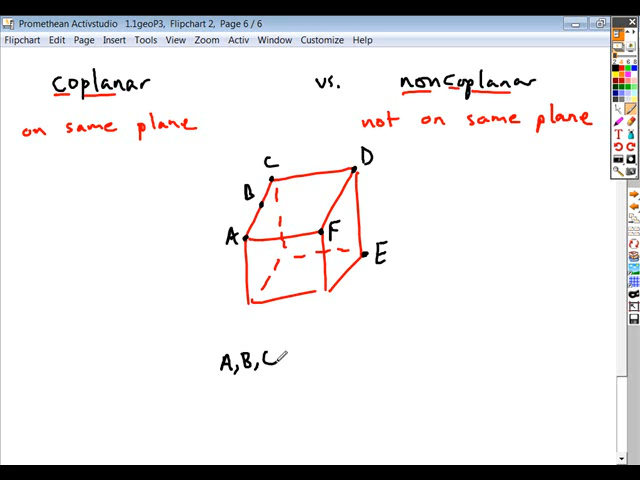 Promethean Activstudio 1.1geoP3, Flipchart 2, Page 6 / 6
Flipchart Edit Page Insert Tools View Zoom Activ Window Customize Help
coplanar vs. noncoplanar
on same plane not on same plane
C D
B
A F
E
A, B, C